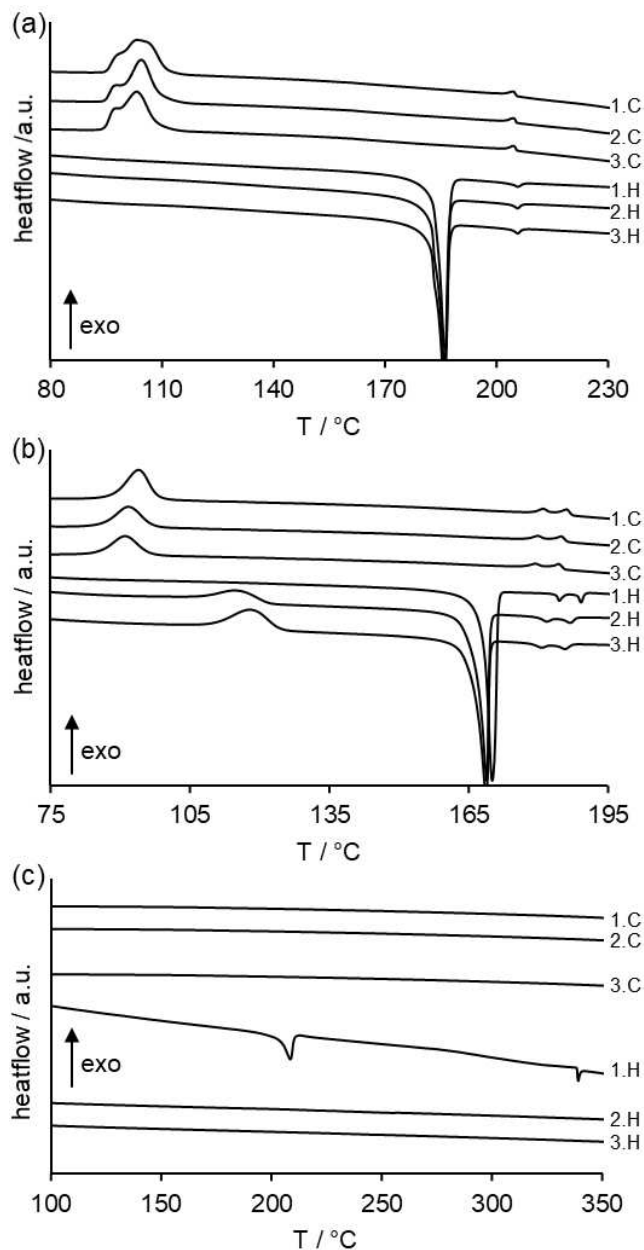 (a)
heatflow /a.u.
1.C
2.C
3.C
1.H
2.H
3.H
exo
80 110 140 170 200 230
T / °C
(b)
heatflow / a.u.
1.C
2.C
3.C
1.H
2.H
3.H
exo
75 105 135 165 195
T / °C
(c)
heatflow / a.u.
1.C
2.C
3.C
exo
1.H
2.H
3.H
100 150 200 250 300 350
T / °C